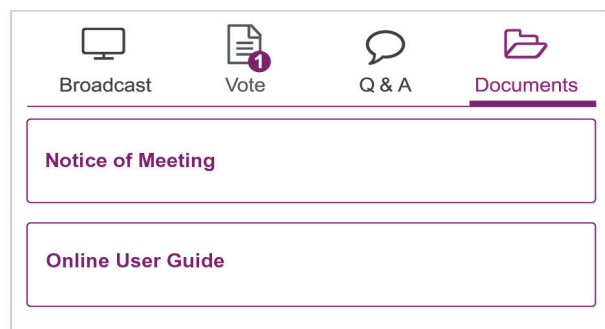 1
Broadcast Vote Q & A Documents
Notice of Meeting
Online User Guide